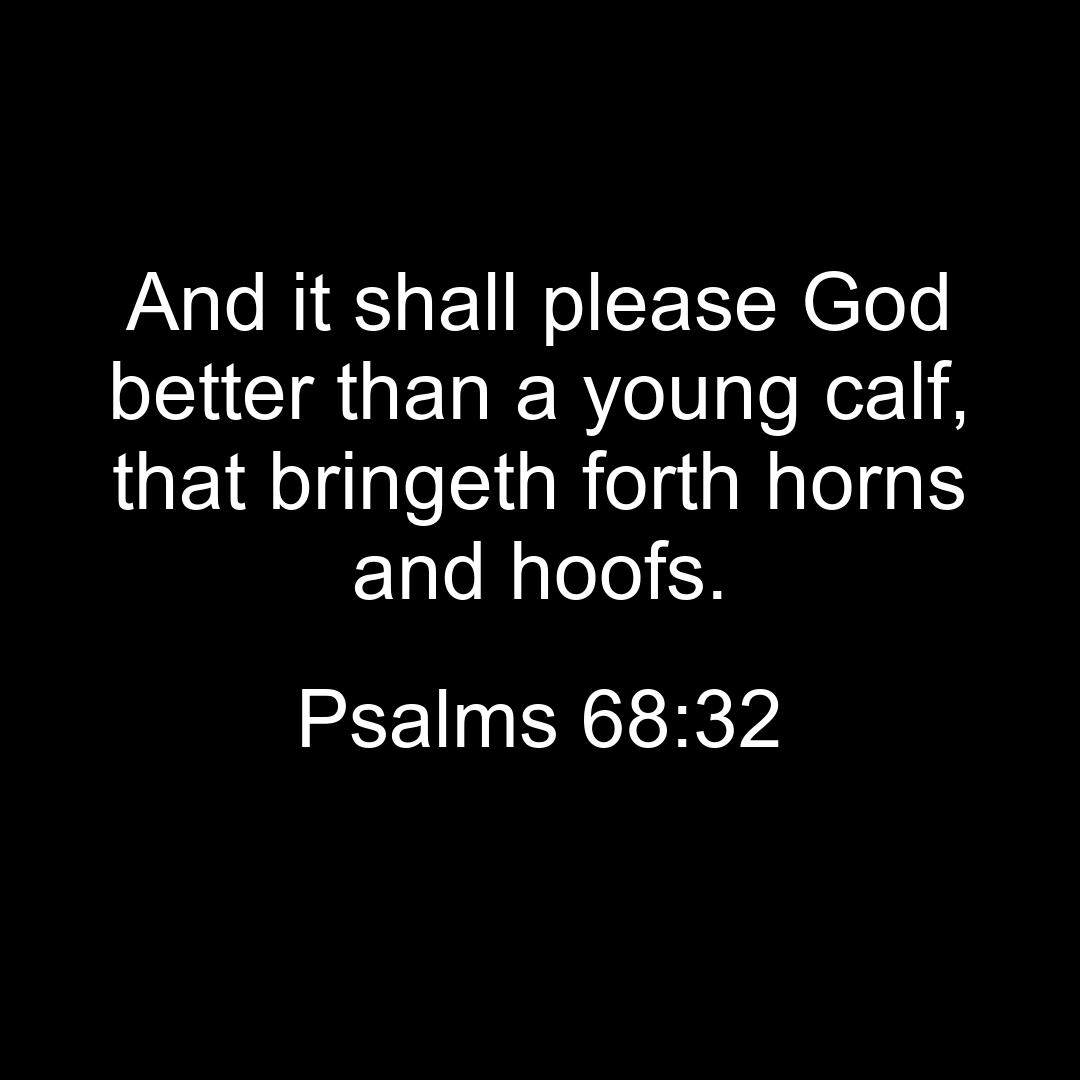 And it shall please God
better than a young calf,
that bringeth forth horns
and hoofs.
Psalms 68:32